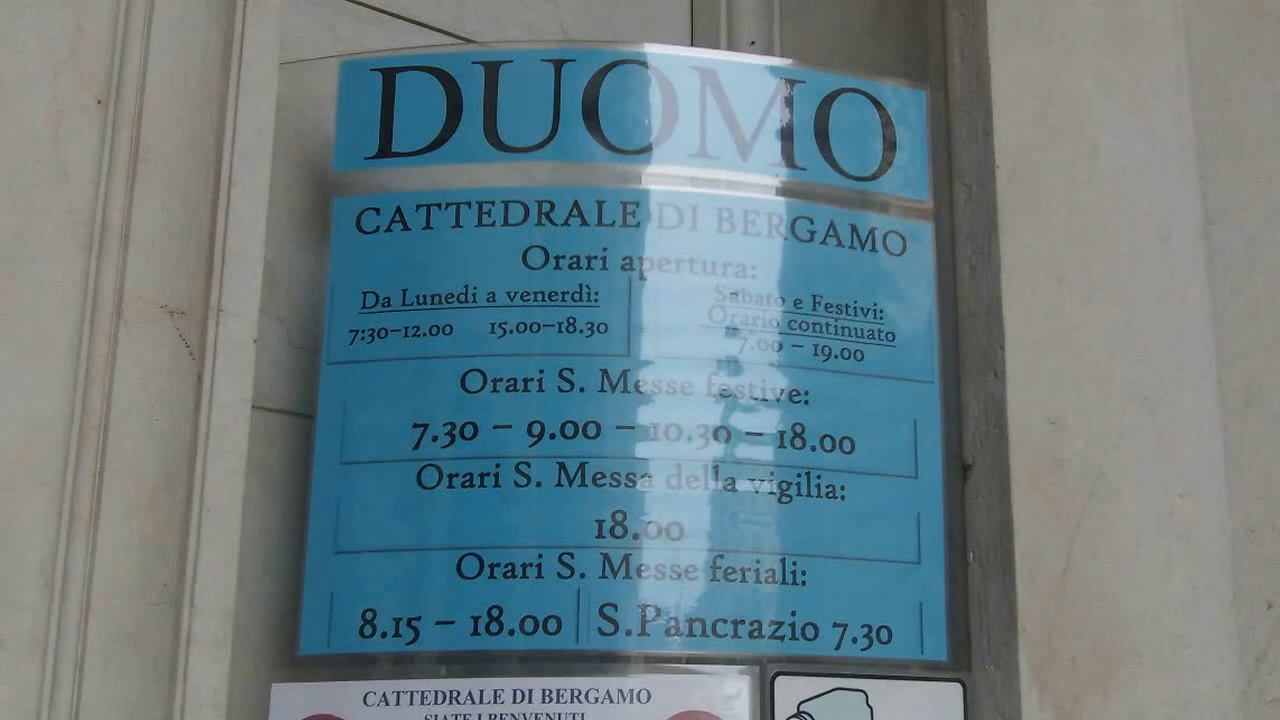 DUOMO
CATTEDRALE DI BERGAMO
Orari apertura:
Da Lunedi a venerdì:
7:30–12.00 15.00–18.30
Sabato e Festivi:
Orario continuato
7.00 – 19.00
Orari S. Messe festive:
7.30 – 9.00 – 10.30 – 18.00
Orari S. Messa della vigilia:
18.00
Orari S. Messe feriali:
8.15 – 18.00 S.Pancrazio 7.30
CATTEDRALE DI BERGAMO
SIATE I BENVENUTI